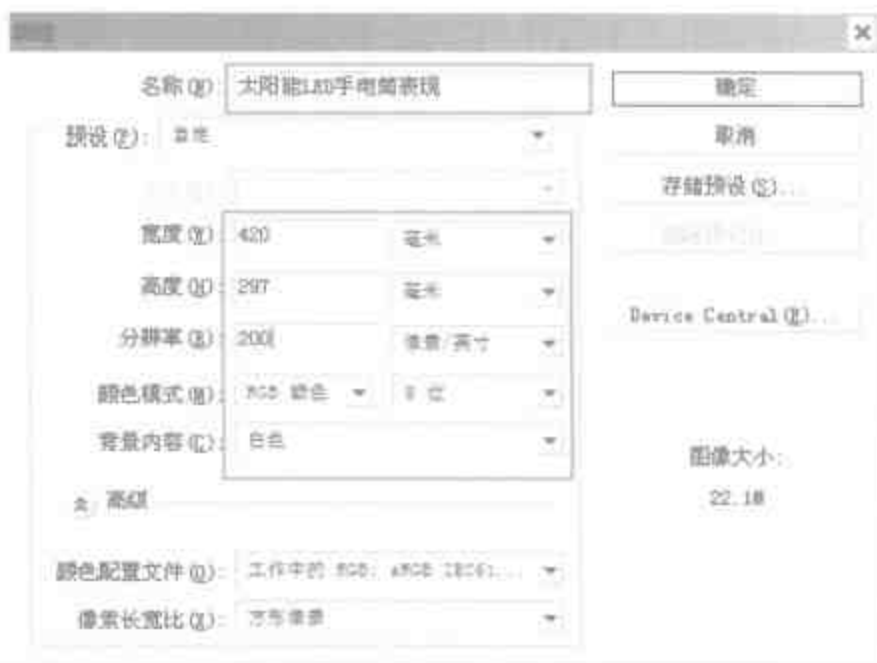 名称(N): 太阳能LED手电筒表现
确定
预设(P): 自定
取消
存储预设(S)...
宽度(W): 420 毫米
高度(H): 297 毫米
Device Central(E)...
分辨率(R): 200 像素/英寸
颜色模式(M): RGB 颜色 8 位
背景内容(C): 白色
图像大小:
22.1M
高级
颜色配置文件(O): 工作中的 RGB: sRGB IEC61...
像素长宽比(X): 方形像素